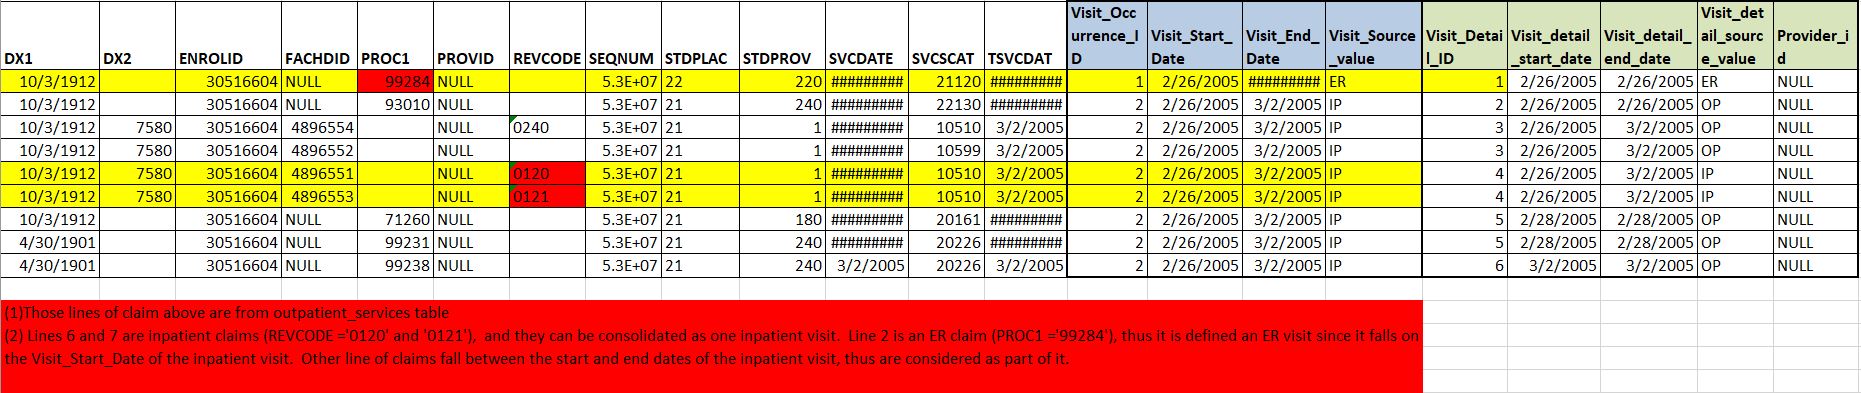 DX1 DX2 ENROLID FACHDID PROC1 PROVID REVCODE SEQNUM STDPLAC STDPROV SVCDATE SVCSCAT TSVCDAT Visit_Occurrence_ID Visit_Start_Date Visit_End_Date Visit_Source_value Visit_Detail_ID Visit_detail_start_date Visit_detail_end_date Visit_detail_source_value Provider_id
10/3/1912 30516604 NULL 99284 NULL 5.3E+07 22 220 ######### 21120 ######### 1 2/26/2005 ######### ER 1 2/26/2005 2/26/2005 ER NULL
10/3/1912 30516604 NULL 93010 NULL 5.3E+07 21 240 ######### 22130 ######### 2 2/26/2005 3/2/2005 IP 2 2/26/2005 2/26/2005 OP NULL
10/3/1912 7580 30516604 4896554 NULL 0240 5.3E+07 21 1 ######### 10510 3/2/2005 2 2/26/2005 3/2/2005 IP 3 2/26/2005 3/2/2005 OP NULL
10/3/1912 7580 30516604 4896552 NULL 5.3E+07 21 1 ######### 10599 3/2/2005 2 2/26/2005 3/2/2005 IP 3 2/26/2005 3/2/2005 OP NULL
10/3/1912 7580 30516604 4896551 NULL 0120 5.3E+07 21 1 ######### 10510 3/2/2005 2 2/26/2005 3/2/2005 IP 4 2/26/2005 3/2/2005 IP NULL
10/3/1912 7580 30516604 4896553 NULL 0121 5.3E+07 21 1 ######### 10510 3/2/2005 2 2/26/2005 3/2/2005 IP 4 2/26/2005 3/2/2005 IP NULL
10/3/1912 30516604 NULL 71260 NULL 5.3E+07 21 180 ######### 20161 ######### 2 2/26/2005 3/2/2005 IP 5 2/28/2005 2/28/2005 OP NULL
4/30/1901 30516604 NULL 99231 NULL 5.3E+07 21 240 ######### 20226 ######### 2 2/26/2005 3/2/2005 IP 5 2/28/2005 2/28/2005 OP NULL
4/30/1901 30516604 NULL 99238 NULL 5.3E+07 21 240 3/2/2005 20226 3/2/2005 2 2/26/2005 3/2/2005 IP 6 3/2/2005 3/2/2005 OP NULL
(1)Those lines of claim above are from outpatient_services table
(2) Lines 6 and 7 are inpatient claims (REVCODE ='0120' and '0121'), and they can be consolidated as one inpatient visit. Line 2 is an ER claim (PROC1 ='99284'), thus it is defined an ER visit since it falls on
the Visit_Start_Date of the inpatient visit. Other line of claims fall between the start and end dates of the inpatient visit, thus are considered as part of it.